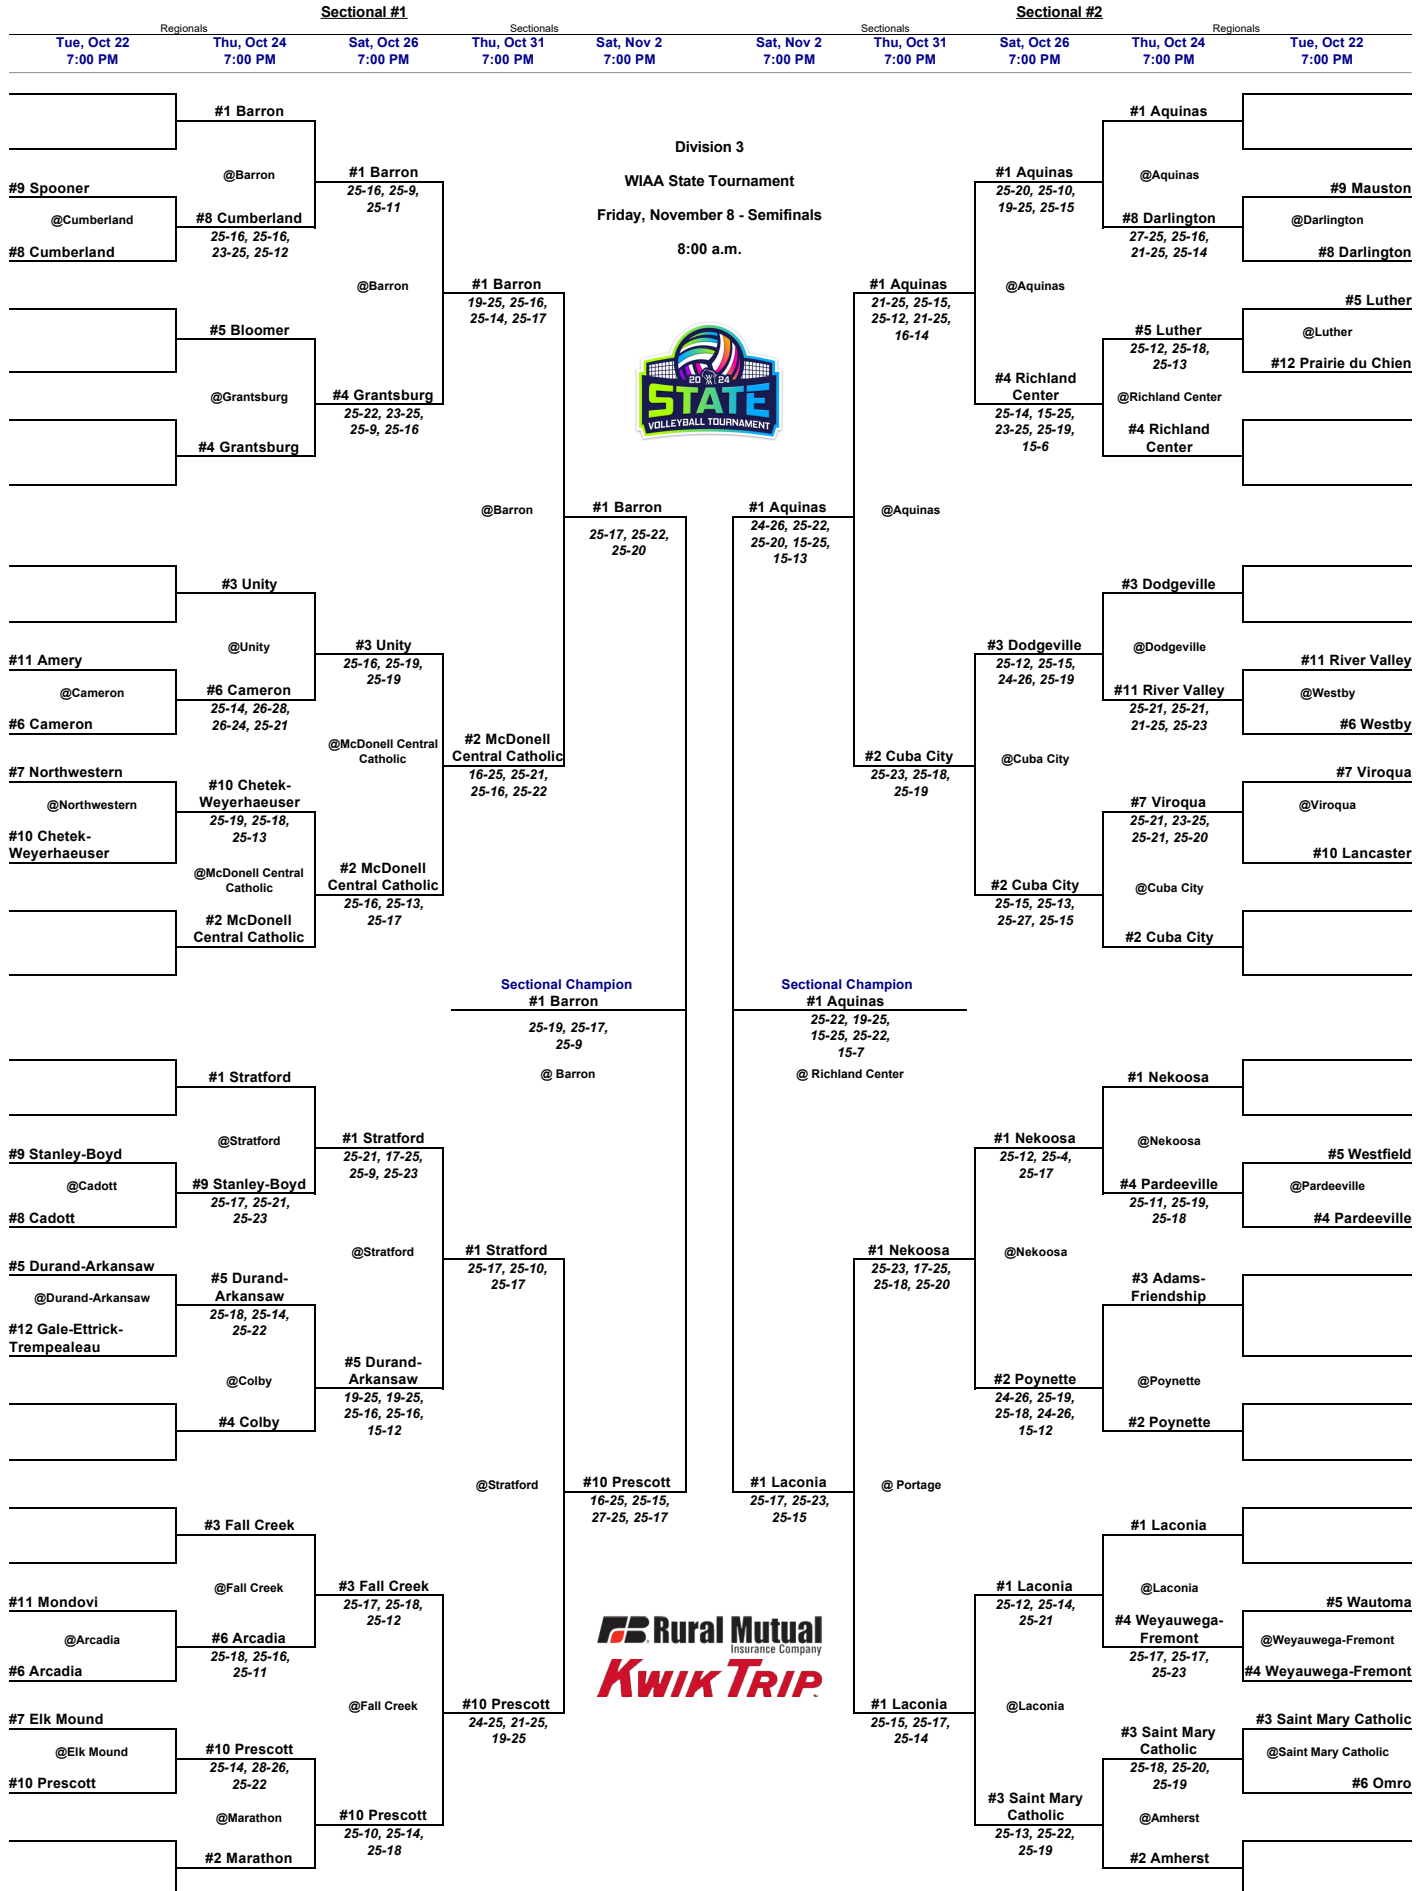 Sectional #1
Sectional #2
Regionals
Sectionals
Sectionals
Regionals
Tue, Oct 22
7:00 PM
Thu, Oct 24
7:00 PM
Sat, Oct 26
7:00 PM
Thu, Oct 31
7:00 PM
Sat, Nov 2
7:00 PM
Sat, Nov 2
7:00 PM
Thu, Oct 31
7:00 PM
Sat, Oct 26
7:00 PM
Thu, Oct 24
7:00 PM
Tue, Oct 22
7:00 PM
#9 Spooner
@Cumberland
#8 Cumberland
#11 Amery
@Cameron
#6 Cameron
#7 Northwestern
@Northwestern
#10 Chetek-
Weyerhaeuser
#9 Stanley-Boyd
@Cadott
#8 Cadott
#5 Durand-Arkansaw
@Durand-Arkansaw
#12 Gale-Ettrick-
Trempealeau
#11 Mondovi
@Arcadia
#6 Arcadia
#7 Elk Mound
@Elk Mound
#10 Prescott
#1 Barron
@Barron
#8 Cumberland
25-16, 25-16,
23-25, 25-12
#5 Bloomer
@Grantsburg
#4 Grantsburg
#3 Unity
@Unity
#6 Cameron
25-14, 26-28,
26-24, 25-21
#10 Chetek-
Weyerhaeuser
25-19, 25-18,
25-13
@McDonell Central
Catholic
#2 McDonell
Central Catholic
#1 Stratford
@Stratford
#9 Stanley-Boyd
25-17, 25-21,
25-23
#5 Durand-
Arkansaw
25-18, 25-14,
25-22
@Colby
#4 Colby
#3 Fall Creek
@Fall Creek
#6 Arcadia
25-18, 25-16,
25-11
#10 Prescott
25-14, 28-26,
25-22
@Marathon
#2 Marathon
#1 Barron
25-16, 25-9,
25-11
@Barron
#4 Grantsburg
25-22, 23-25,
25-9, 25-16
#3 Unity
25-16, 25-19,
25-19
@McDonell Central
Catholic
#2 McDonell
Central Catholic
25-16, 25-13,
25-17
#1 Stratford
25-21, 17-25,
25-9, 25-23
@Stratford
#5 Durand-
Arkansaw
19-25, 19-25,
25-16, 25-16,
15-12
#3 Fall Creek
25-17, 25-18,
25-12
@Fall Creek
#10 Prescott
25-10, 25-14,
25-18
#1 Barron
19-25, 25-16,
25-14, 25-17
@Barron
#2 McDonell
Central Catholic
16-25, 25-21,
25-16, 25-22
#1 Stratford
25-17, 25-10,
25-17
@Stratford
#10 Prescott
24-25, 21-25,
19-25
#1 Barron
25-17, 25-22,
25-20
#10 Prescott
16-25, 25-15,
27-25, 25-17
Sectional Champion
#1 Barron
25-19, 25-17,
25-9
@ Barron
Division 3
WIAA State Tournament
Friday, November 8 - Semifinals
8:00 a.m.
20 24
STATE
VOLLEYBALL TOURNAMENT
Rural Mutual
Insurance Company
KWIK TRIP
Sectional Champion
#1 Aquinas
25-22, 19-25,
15-25, 25-22,
15-7
@ Richland Center
#1 Aquinas
24-26, 25-22,
25-20, 15-25,
15-13
#1 Laconia
25-17, 25-23,
25-15
#1 Aquinas
21-25, 25-15,
25-12, 21-25,
16-14
@Aquinas
#2 Cuba City
25-23, 25-18,
25-19
#1 Nekoosa
25-23, 17-25,
25-18, 25-20
@ Portage
#1 Laconia
25-15, 25-17,
25-14
#1 Aquinas
25-20, 25-10,
19-25, 25-15
@Aquinas
#4 Richland
Center
25-14, 15-25,
23-25, 25-19,
15-6
#3 Dodgeville
25-12, 25-15,
24-26, 25-19
@Cuba City
#2 Cuba City
25-15, 25-13,
25-27, 25-15
#1 Nekoosa
25-12, 25-4,
25-17
@Nekoosa
#2 Poynette
24-26, 25-19,
25-18, 24-26,
15-12
#1 Laconia
25-12, 25-14,
25-21
@Laconia
#3 Saint Mary
Catholic
25-13, 25-22,
25-19
#1 Aquinas
@Aquinas
#8 Darlington
27-25, 25-16,
21-25, 25-14
#5 Luther
25-12, 25-18,
25-13
@Richland Center
#4 Richland
Center
#3 Dodgeville
@Dodgeville
#11 River Valley
25-21, 25-21,
21-25, 25-23
#7 Viroqua
25-21, 23-25,
25-21, 25-20
@Cuba City
#2 Cuba City
#1 Nekoosa
@Nekoosa
#4 Pardeeville
25-11, 25-19,
25-18
#3 Adams-
Friendship
@Poynette
#2 Poynette
#1 Laconia
@Laconia
#4 Weyauwega-
Fremont
25-17, 25-17,
25-23
#3 Saint Mary
Catholic
25-18, 25-20,
25-19
@Amherst
#2 Amherst
#9 Mauston
@Darlington
#8 Darlington
#5 Luther
@Luther
#12 Prairie du Chien
#11 River Valley
@Westby
#6 Westby
#7 Viroqua
@Viroqua
#10 Lancaster
#5 Westfield
@Pardeeville
#4 Pardeeville
#5 Wautoma
@Weyauwega-Fremont
#4 Weyauwega-Fremont
#3 Saint Mary Catholic
@Saint Mary Catholic
#6 Omro